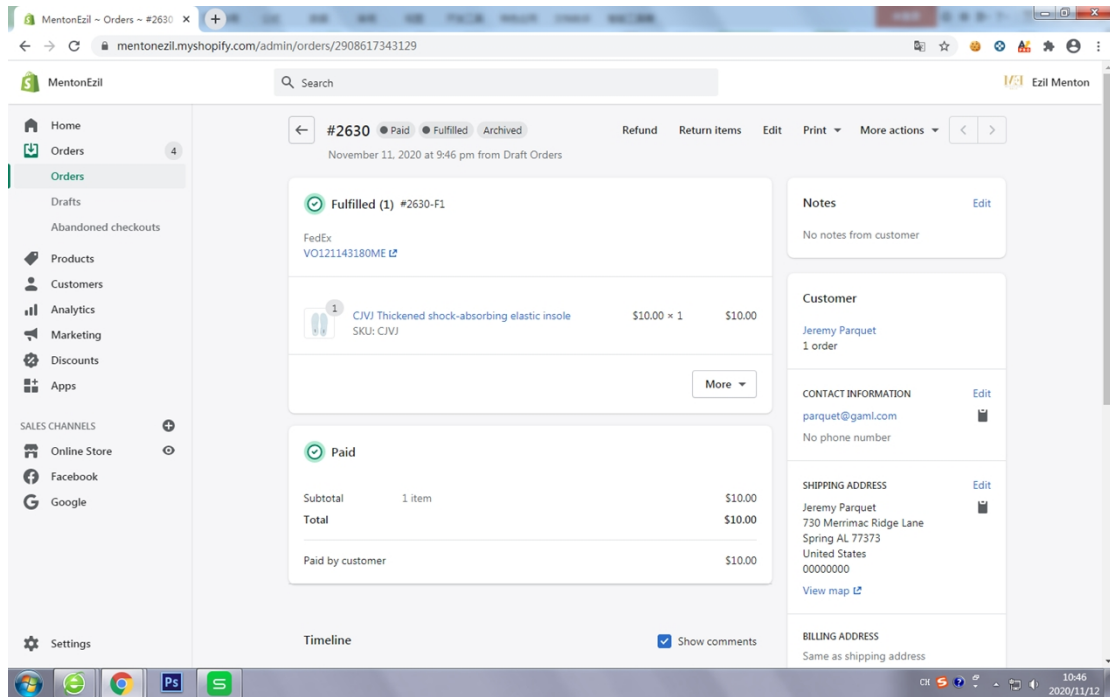 MentonEzil ~ Orders ~ #2630
mentonezil.myshopify.com/admin/orders/2908617343129
MentonEzil
Search
Ezil Menton
Home
Orders 4
Orders
Drafts
Abandoned checkouts
Products
Customers
Analytics
Marketing
Discounts
Apps
SALES CHANNELS
Online Store
Facebook
Google
Settings
#2630 Paid Fulfilled Archived
Refund Return items Edit Print More actions
November 11, 2020 at 9:46 pm from Draft Orders
Fulfilled (1) #2630-F1
FedEx
VO121143180ME
1
CJVJ Thickened shock-absorbing elastic insole $10.00 × 1 $10.00
SKU: CJVJ
More
Paid
Subtotal 1 item $10.00
Total $10.00
Paid by customer $10.00
Timeline
Show comments
Notes Edit
No notes from customer
Customer
Jeremy Parquet
1 order
CONTACT INFORMATION Edit
parquet@gaml.com
No phone number
SHIPPING ADDRESS Edit
Jeremy Parquet
730 Merrimac Ridge Lane
Spring AL 77373
United States
00000000
View map
BILLING ADDRESS
Same as shipping address
Ps
S
CH
10:46
2020/11/12